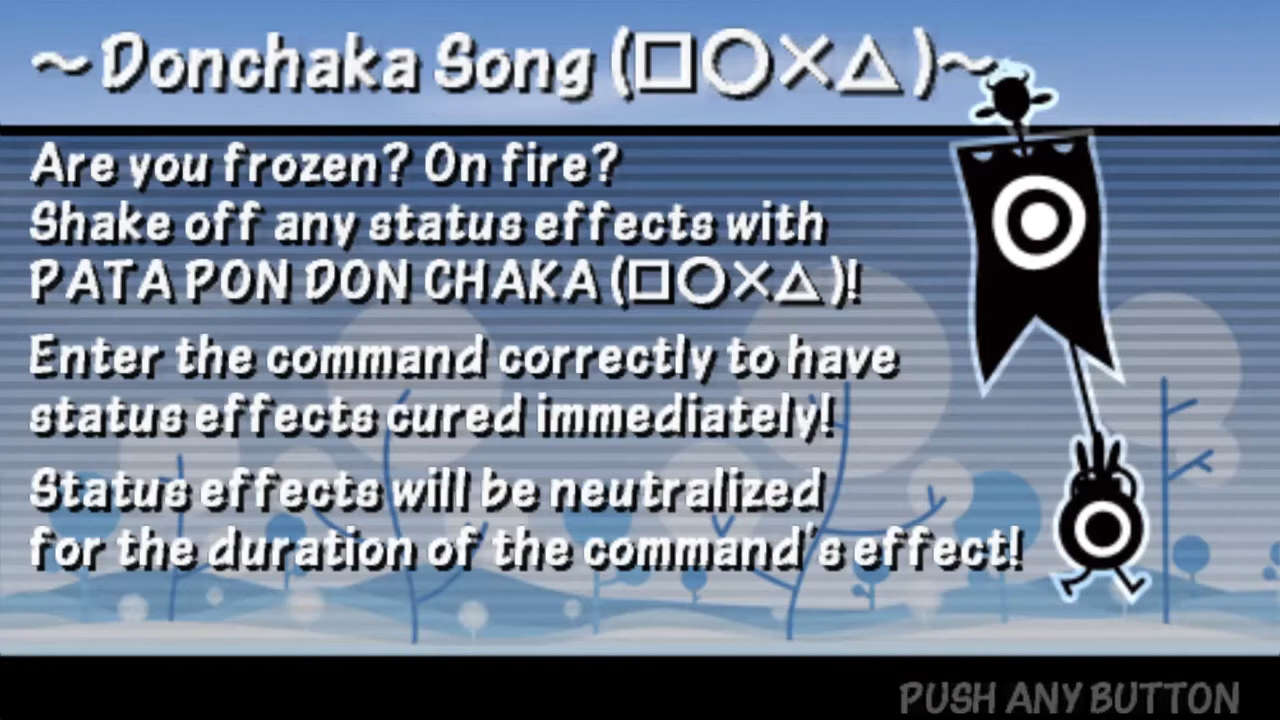 ~Donchaka Song (□○×△)~
Are you frozen? On fire?
Shake off any status effects with
PATA PON DON CHAKA (□○×△)!
Enter the command correctly to have
status effects cured immediately!
Status effects will be neutralized
for the duration of the command's effect!
PUSH ANY BUTTON